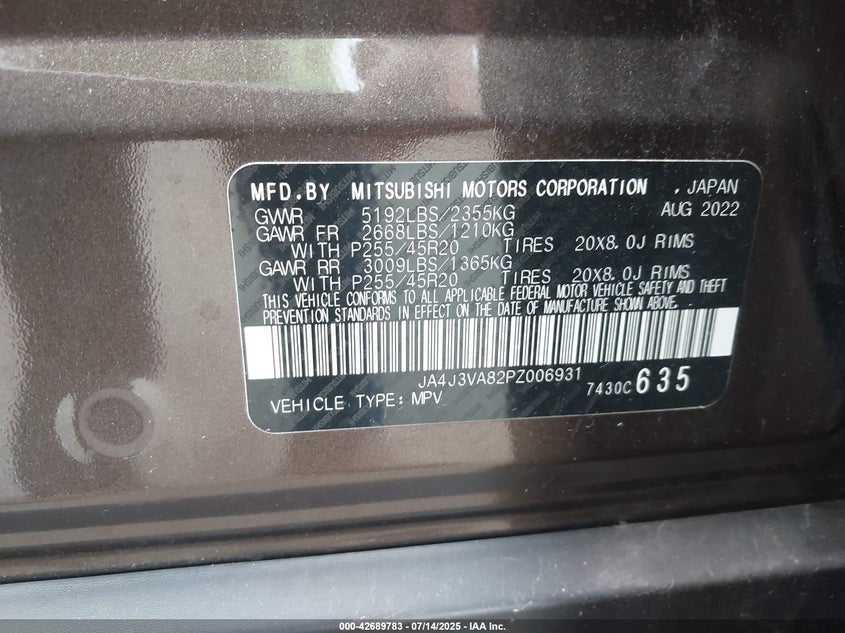 MFD.BY MITSUBISHI MOTORS CORPORATION . JAPAN
GVWR 5192LBS/2355KG AUG 2022
GAWR FR 2668LBS/1210KG
WITH P255/45R20 TIRES 20X8.0J RIMS
GAWR RR 3009LBS/1365KG
WITH P255/45R20 TIRES 20X8.0J RIMS
THIS VEHICLE CONFORMS TO ALL APPLICABLE FEDERAL MOTOR VEHICLE SAFETY AND THEFT
PREVENTION STANDARDS IN EFFECT ON THE DATE OF MANUFACTURE SHOWN ABOVE.
JA4J3VA82PZ006931
7430C 635
VEHICLE TYPE: MPV
000-42689783 - 07/14/2025 - IAA Inc.